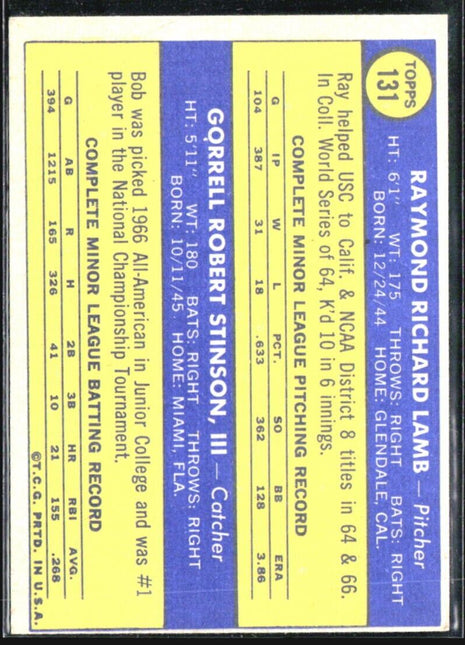 TOPPS
131
RAYMOND RICHARD LAMB — Pitcher
HT: 6'1" WT: 175 THROWS: RIGHT BATS: RIGHT
BORN: 12/24/44 HOME: GLENDALE, CAL.
Ray helped USC to Calif. & NCAA District 8 titles in 64 & 66.
In Coll. World Series of 64, K'd 10 in 6 innings.
COMPLETE MINOR LEAGUE PITCHING RECORD
G IP W L PCT. SO BB ERA
104 387 31 18 .633 362 128 3.86
GORRELL ROBERT STINSON, III — Catcher
HT: 5'11" WT: 180 BATS: RIGHT THROWS: RIGHT
BORN: 10/11/45 HOME: MIAMI, FLA.
Bob was picked 1966 All-American in Junior College and was #1
player in the National Championship Tournament.
COMPLETE MINOR LEAGUE BATTING RECORD
G AB R H 2B 3B HR RBI AVG.
394 1215 165 326 41 10 21 155 .268
©T.C.G. PRTD. IN U.S.A.